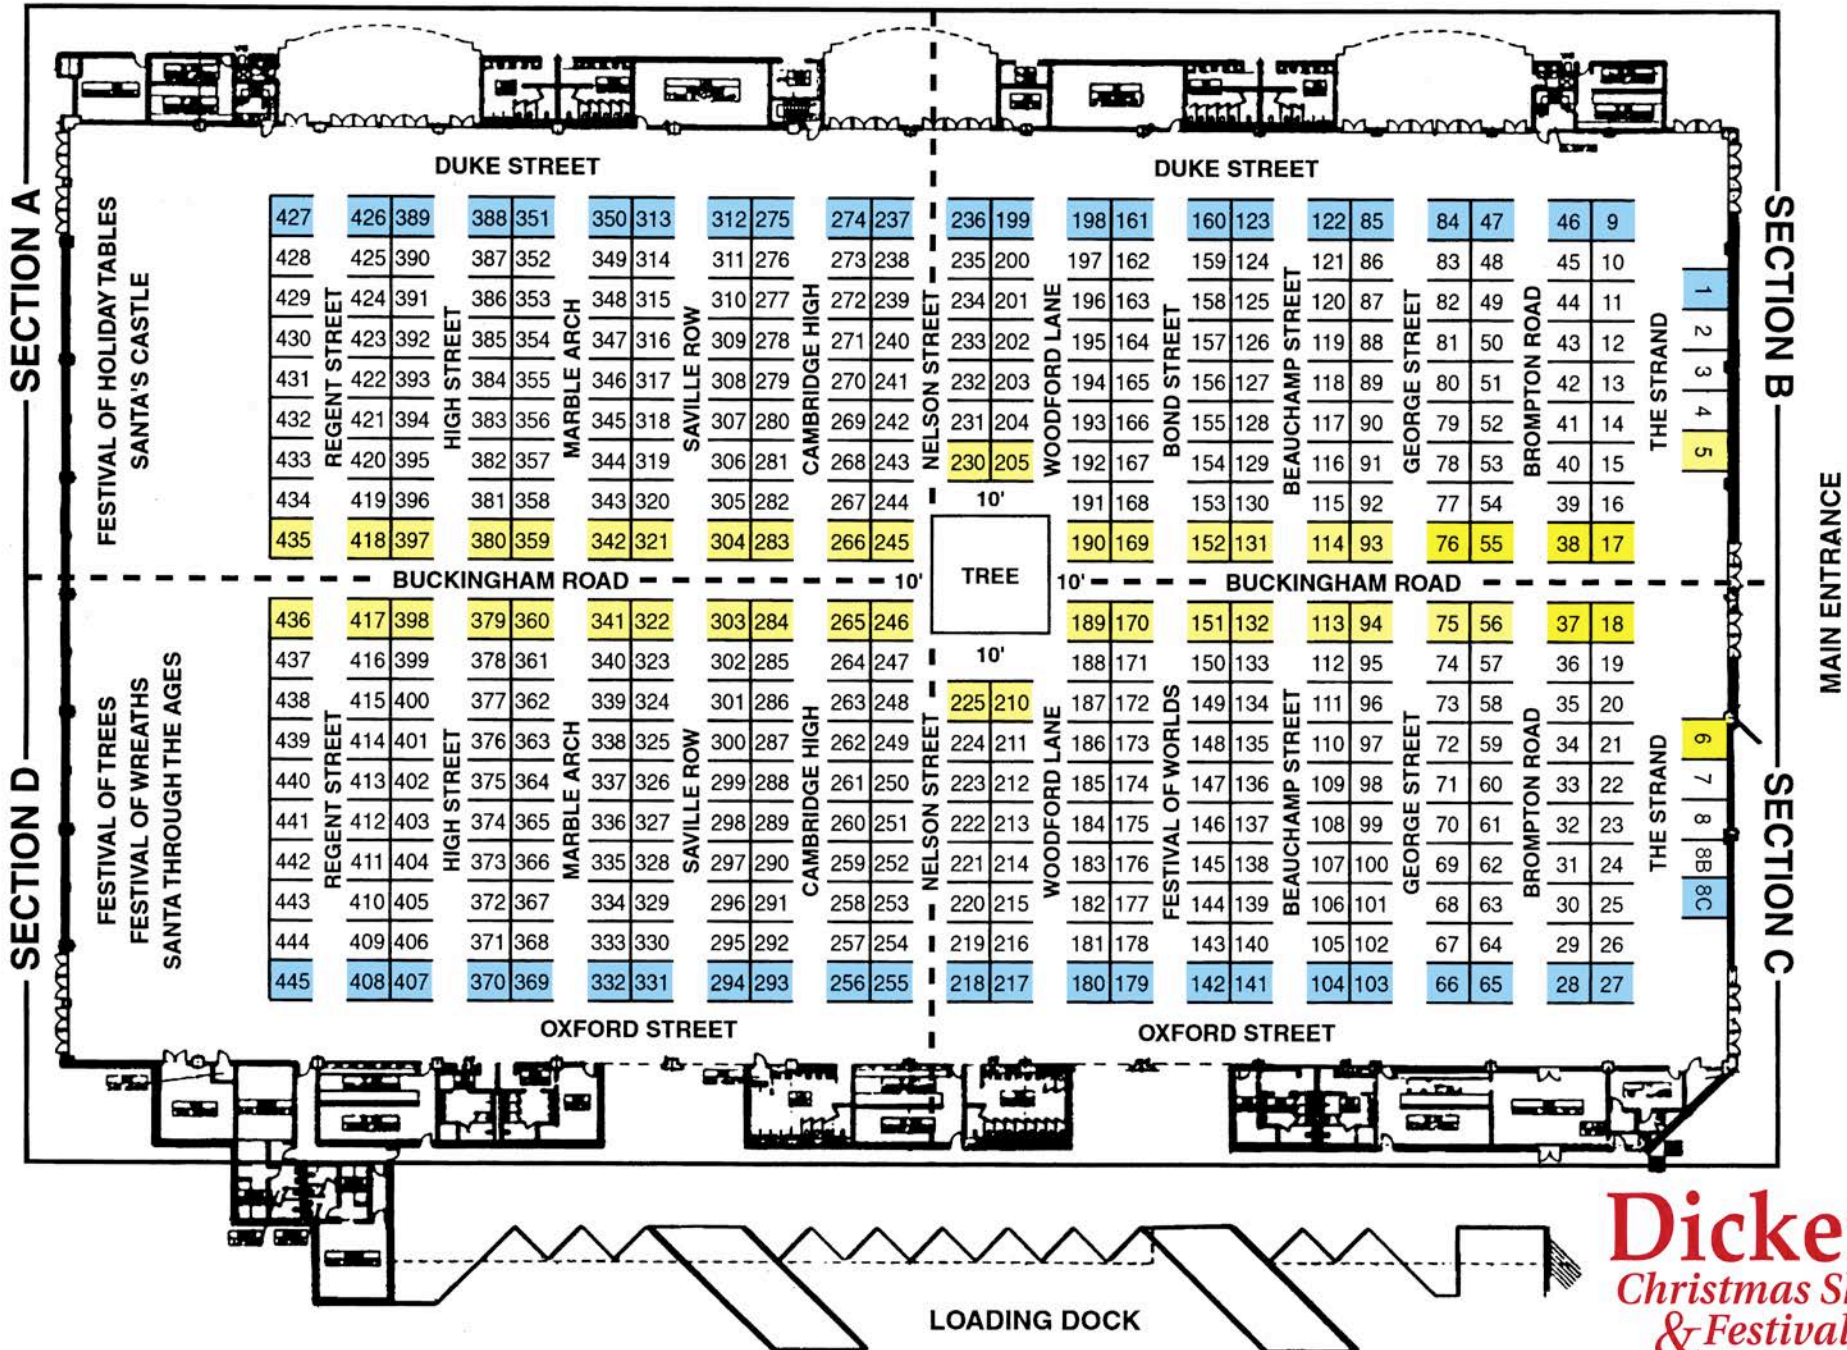 DUKE STREET DUKE STREET
SECTION A
SECTION B
SECTION C
SECTION D
MAIN ENTRANCE
FESTIVAL OF HOLIDAY TABLES
SANTA'S CASTLE
427 426 389 388 351 350 313 312 275 274 237 236 199 198 161 160 123 122 85 84 47 46 9
428 425 390 387 352 349 314 311 276 273 238 235 200 197 162 159 124 121 86 83 48 45 10
429 424 391 386 353 348 315 310 277 272 239 234 201 196 163 158 125 120 87 82 49 44 11
430 423 392 385 354 347 316 309 278 271 240 233 202 195 164 157 126 119 88 81 50 43 12
431 422 393 384 355 346 317 308 279 270 241 232 203 194 165 156 127 118 89 80 51 42 13
432 421 394 383 356 345 318 307 280 269 242 231 204 193 166 155 128 117 90 79 52 41 14
433 420 395 382 357 344 319 306 281 268 243 230 205 192 167 154 129 116 91 78 53 40 15
434 419 396 381 358 343 320 305 282 267 244 10' 191 168 153 130 115 92 77 54 39 16
435 418 397 380 359 342 321 304 283 266 245 190 169 152 131 114 93 76 55 38 17
REGENT STREET
HIGH STREET
MARBLE ARCH
SAVILLE ROW
CAMBRIDGE HIGH
NELSON STREET
WOODFORD LANE
BOND STREET
BEAUCHAMP STREET
GEORGE STREET
BROMPTON ROAD
THE STRAND
1
2
3
4
5
BUCKINGHAM ROAD 10' TREE 10' BUCKINGHAM ROAD
436 417 398 379 360 341 322 303 284 265 246 189 170 151 132 113 94 75 56 37 18
437 416 399 378 361 340 323 302 285 264 247 10' 188 171 150 133 112 95 74 57 36 19
438 415 400 377 362 339 324 301 286 263 248 225 210 187 172 149 134 111 96 73 58 35 20
439 414 401 376 363 338 325 300 287 262 249 224 211 186 173 148 135 110 97 72 59 34 21
440 413 402 375 364 337 326 299 288 261 250 223 212 185 174 147 136 109 98 71 60 33 22
441 412 403 374 365 336 327 298 289 260 251 222 213 184 175 146 137 108 99 70 61 32 23
442 411 404 373 366 335 328 297 290 259 252 221 214 183 176 145 138 107 100 69 62 31 24
443 410 405 372 367 334 329 296 291 258 253 220 215 182 177 144 139 106 101 68 63 30 25
444 409 406 371 368 333 330 295 292 257 254 219 216 181 178 143 140 105 102 67 64 29 26
445 408 407 370 369 332 331 294 293 256 255 218 217 180 179 142 141 104 103 66 65 28 27
FESTIVAL OF TREES
FESTIVAL OF WREATHS
SANTA THROUGH THE AGES
REGENT STREET
HIGH STREET
MARBLE ARCH
SAVILLE ROW
CAMBRIDGE HIGH
NELSON STREET
WOODFORD LANE
FESTIVAL OF WORLDS
BEAUCHAMP STREET
GEORGE STREET
BROMPTON ROAD
THE STRAND
6
7
8
8B
8C
OXFORD STREET OXFORD STREET
LOADING DOCK
Dicke
Christmas S
& Festival